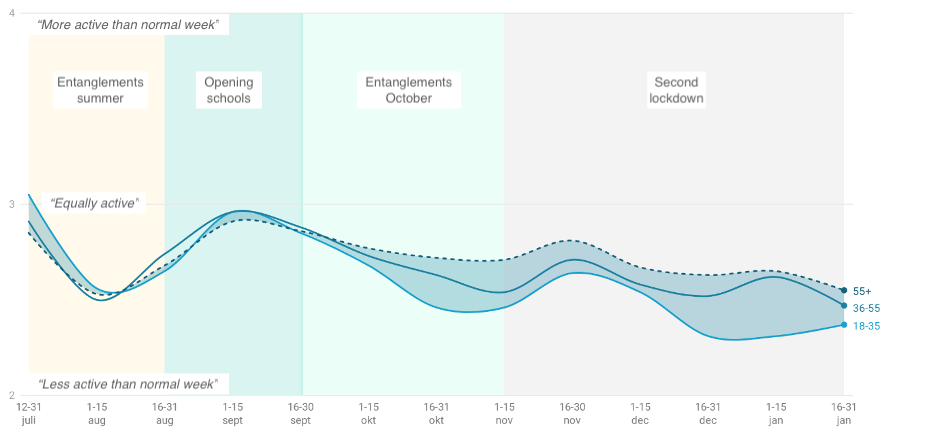 4
“More active than normal week”
Entanglements
summer
Opening
schools
Entanglements
October
Second
lockdown
3
“Equally active”
55+
36-55
18-35
“Less active than normal week”
2
12-31
juli
1-15
aug
16-31
aug
1-15
sept
16-30
sept
1-15
okt
16-31
okt
1-15
nov
16-30
nov
1-15
dec
16-31
dec
1-15
jan
16-31
jan